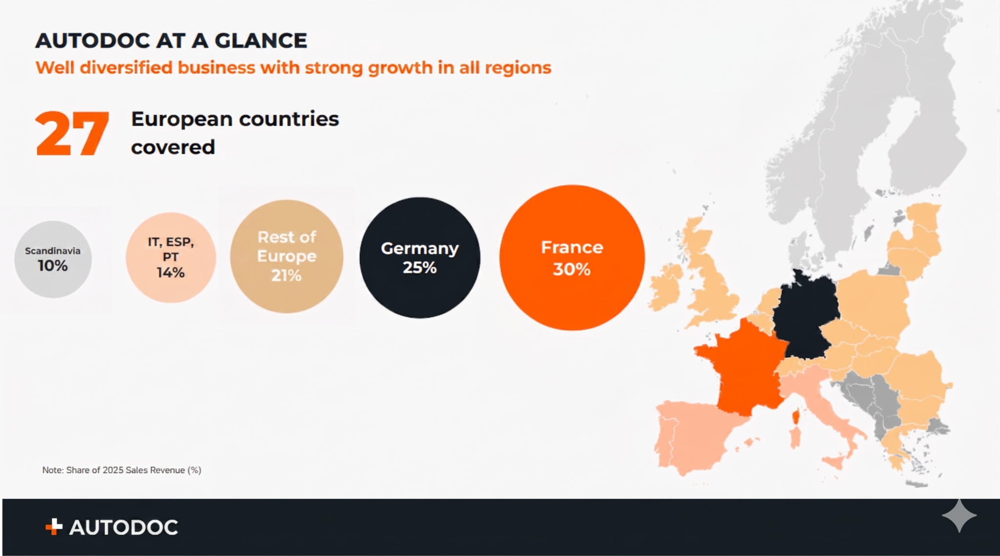 AUTODOC AT A GLANCE
Well diversified business with strong growth in all regions
27
European countries
covered
Scandinavia
10%
IT, ESP,
PT
14%
Rest of
Europe
21%
Germany
25%
France
30%
Note: Share of 2025 Sales Revenue (%)
AUTODOC